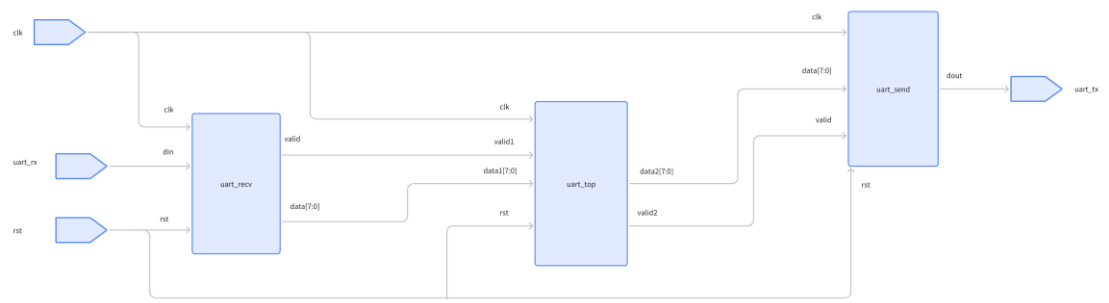 clk
clk
data[7:0]
dout
uart_send
uart_tx
clk
clk
valid
din
valid
valid1
uart_rx
data1[7:0]
data2[7:0]
uart_recv
uart_top
rst
data[7:0]
rst
valid2
rst
rst